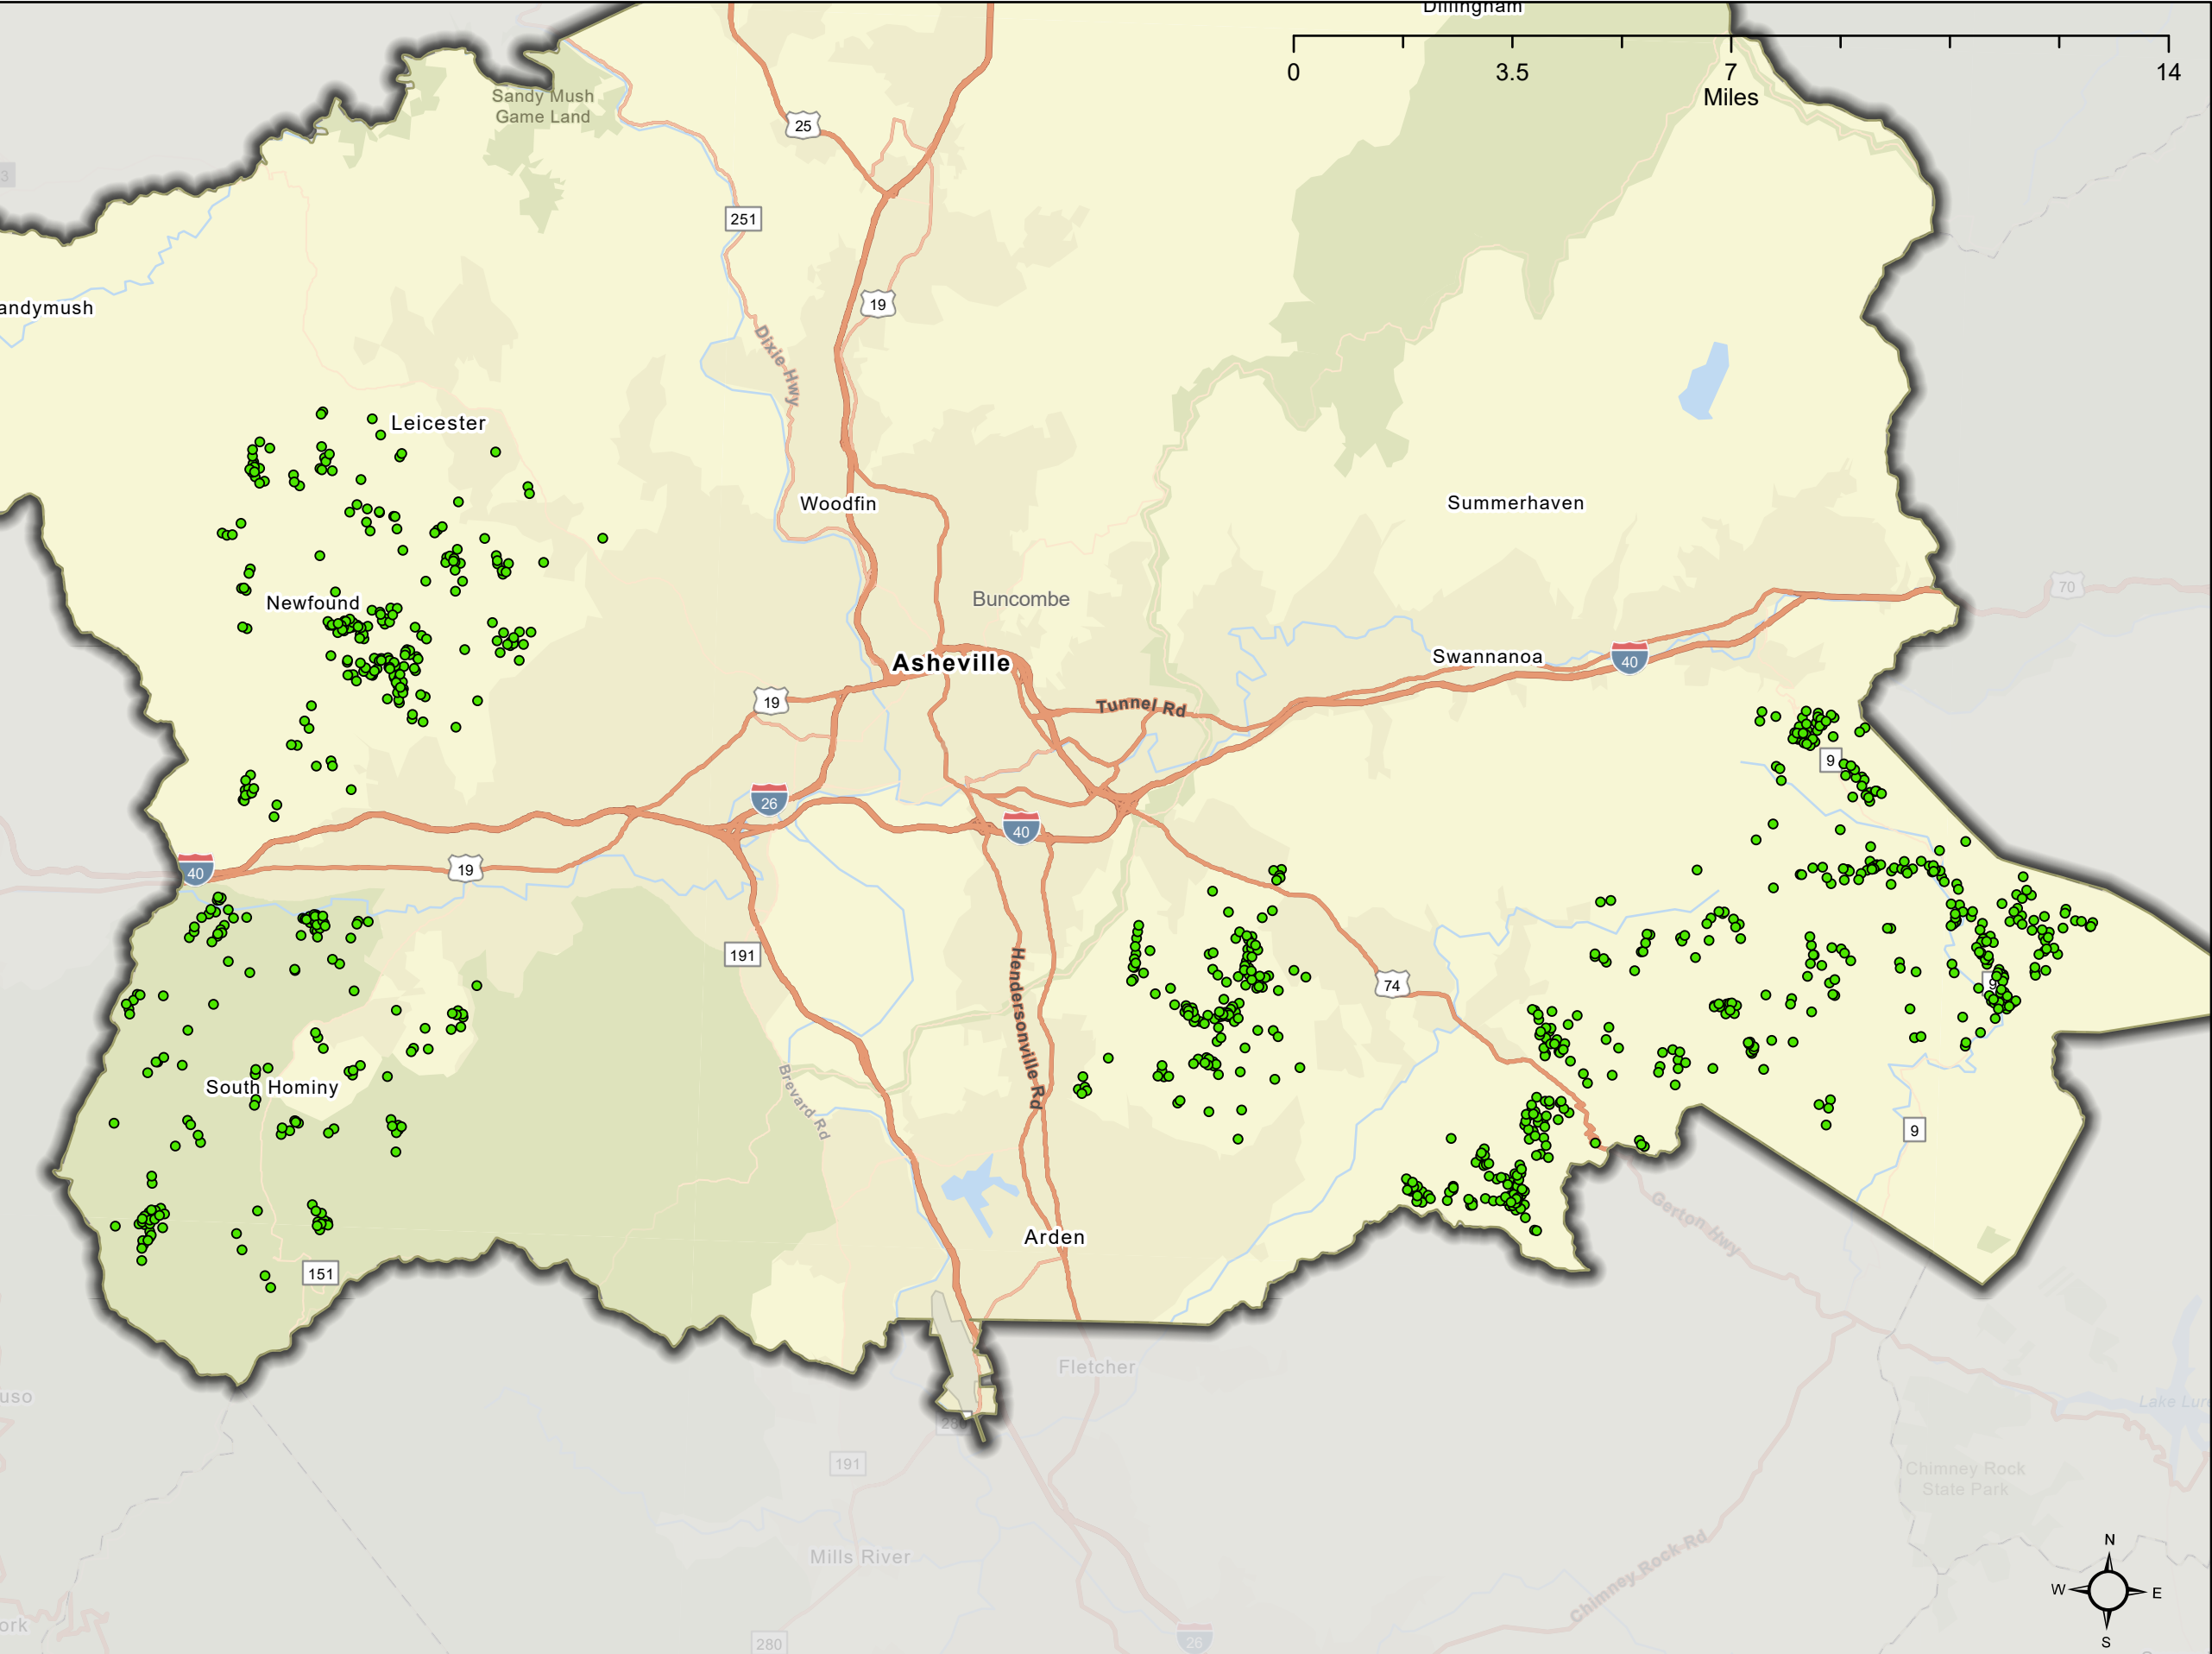 Dillingham
0
3.5
7
14
Miles
Sandy Mush
Game Land
25
3
251
19
andymush
Dixie Hwy
Leicester
Woodfin
Summerhaven
Buncombe
70
Newfound
Asheville
Swannanoa
40
19
Tunnel Rd
9
26
40
40
19
191
74
9
Hendersonville Rd
Brevard Rd
South Hominy
9
Gerton Hwy
Arden
151
Fletcher
uso
Lake Lure
191
Chimney Rock
State Park
Mills River
Chimney Rock Rd
N
W
E
S
ork
280
26